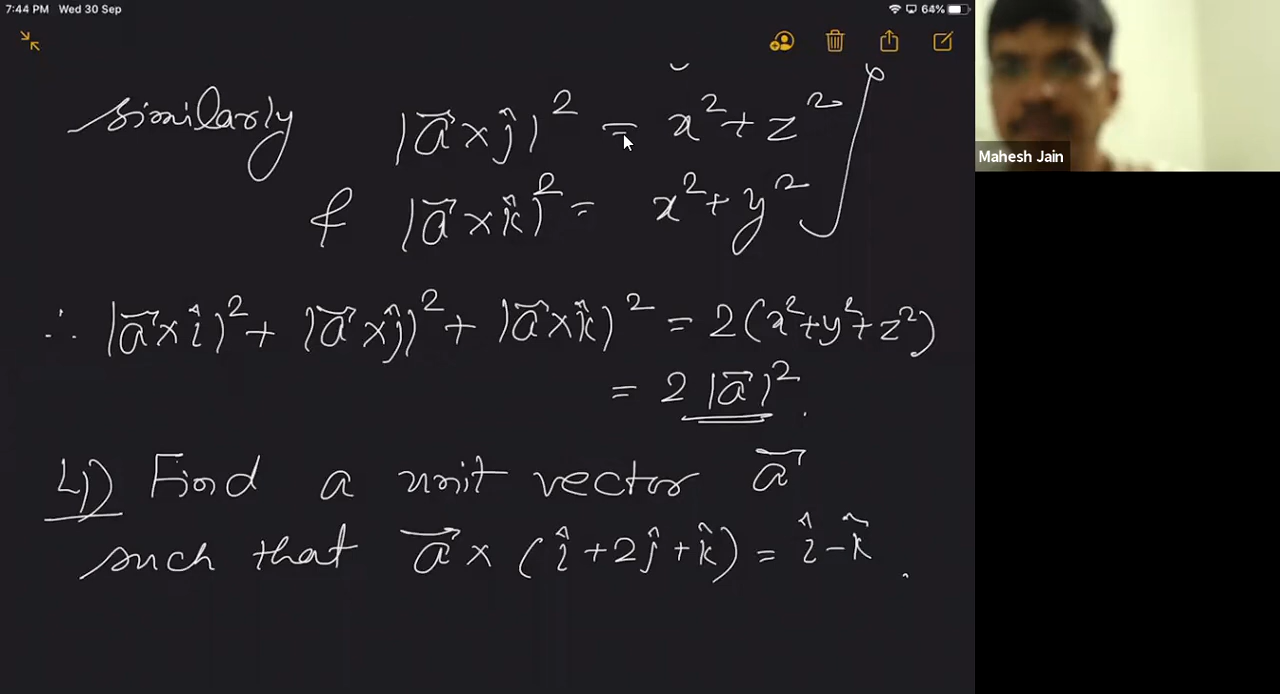 7:44 PM Wed 30 Sep
64%
similarly |a⃗ × ĵ|² = x² + z²
& |a⃗ × k̂|² = x² + y²
∴ |a⃗ × î|² + |a⃗ × ĵ|² + |a⃗ × k̂|² = 2(x² + y² + z²)
= 2 |a⃗|².
4) Find a unit vector a⃗
such that a⃗ × (î + 2ĵ + k̂) = î - k̂.
Mahesh Jain